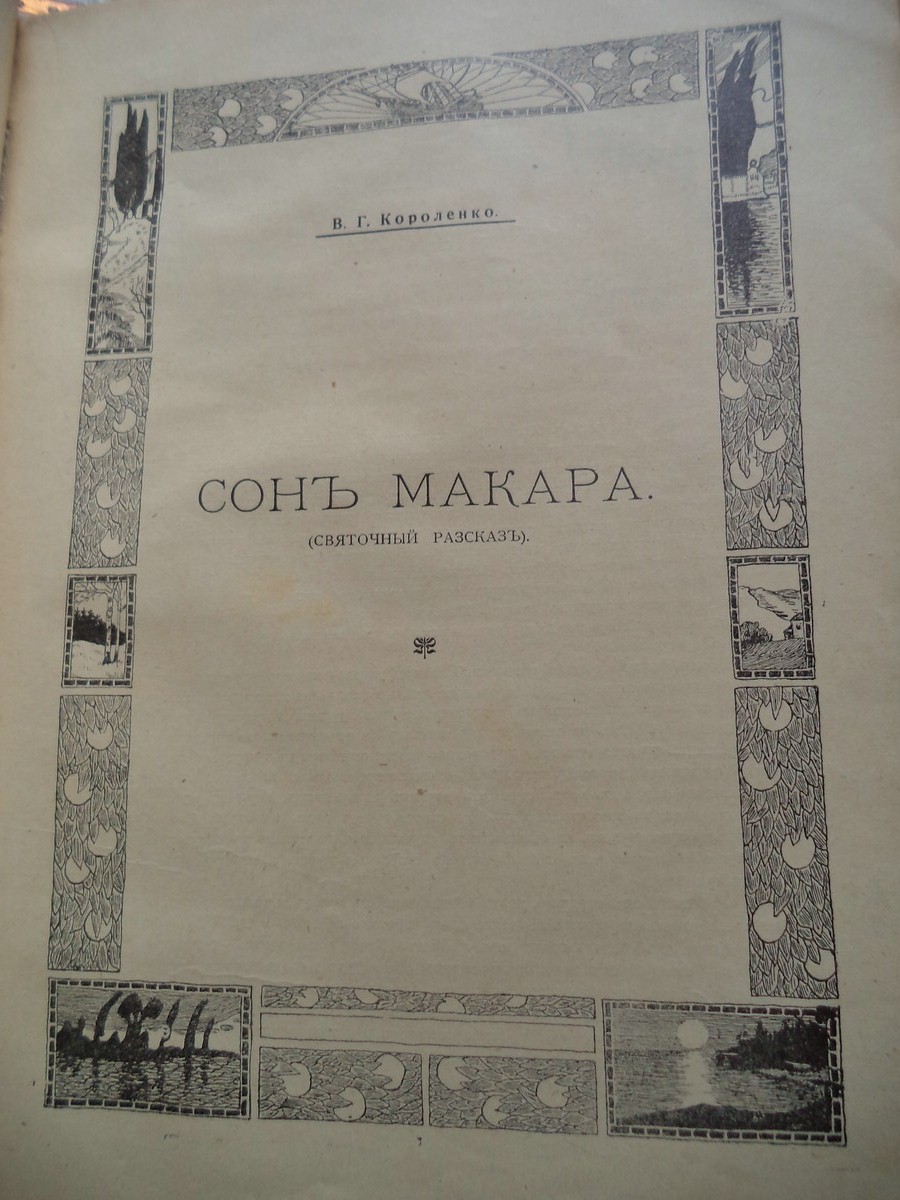 В. Г. Короленко.
СОНЪ МАКАРА.
(СВЯТОЧНЫЙ РАЗСКАЗЪ).